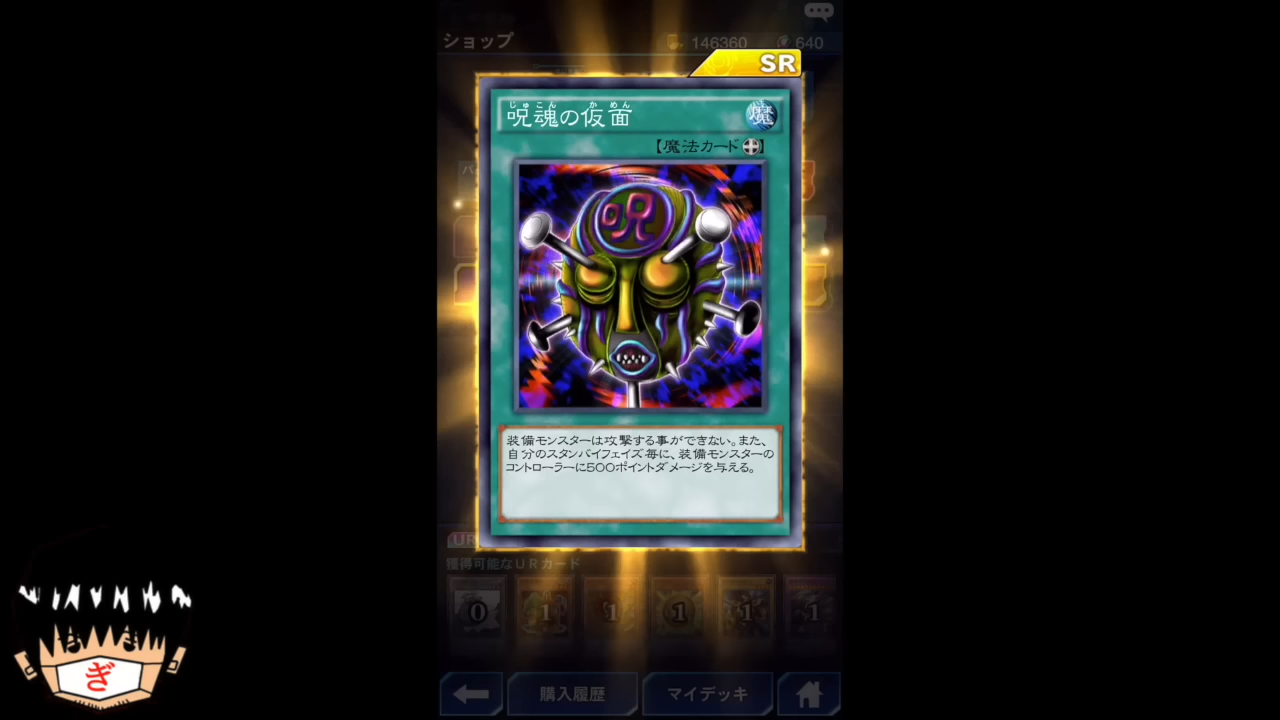 ショップ
146360
640
SR
じゅこん かめん
呪魂の仮面
魔
【魔法カード】
呪
装備モンスターは攻撃する事ができない。また、
自分のスタンバイフェイズ毎に、装備モンスターの
コントローラーに500ポイントダメージを与える。
UR
獲得可能なURカード
0 1 1 1 1 1
購入履歴
マイデッキ
ぎ